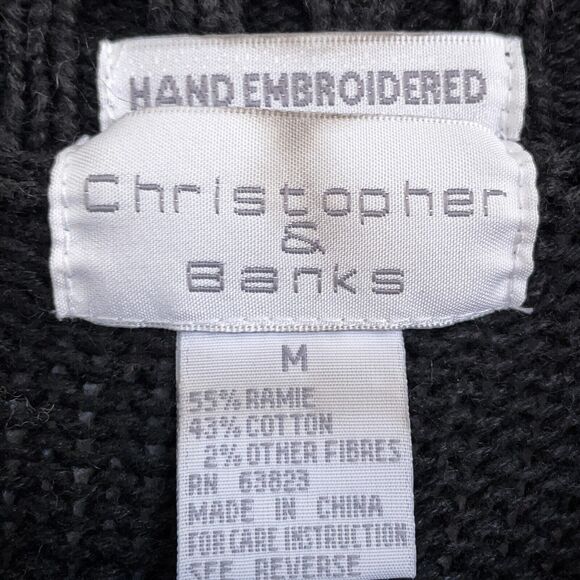 HAND EMBROIDERED
Christopher
&
Banks
M
55% RAMIE
43% COTTON
2% OTHER FIBRES
RN 63823
MADE IN CHINA
FOR CARE INSTRUCTION
SEE REVERSE